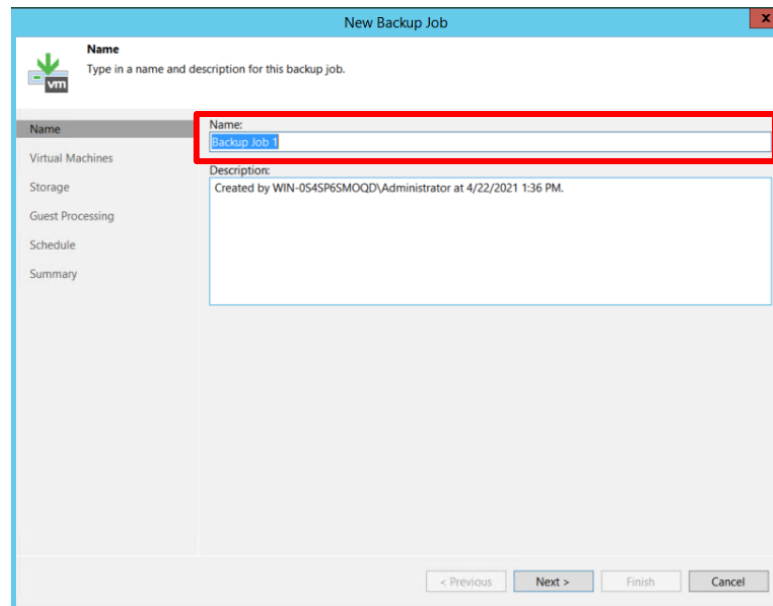 New Backup Job
x
Name
Type in a name and description for this backup job.
vm
Name
Virtual Machines
Storage
Guest Processing
Schedule
Summary
Name:
Backup Job 1
Description:
Created by WIN-0S4SP6SMOQD\Administrator at 4/22/2021 1:36 PM.
< Previous
Next >
Finish
Cancel